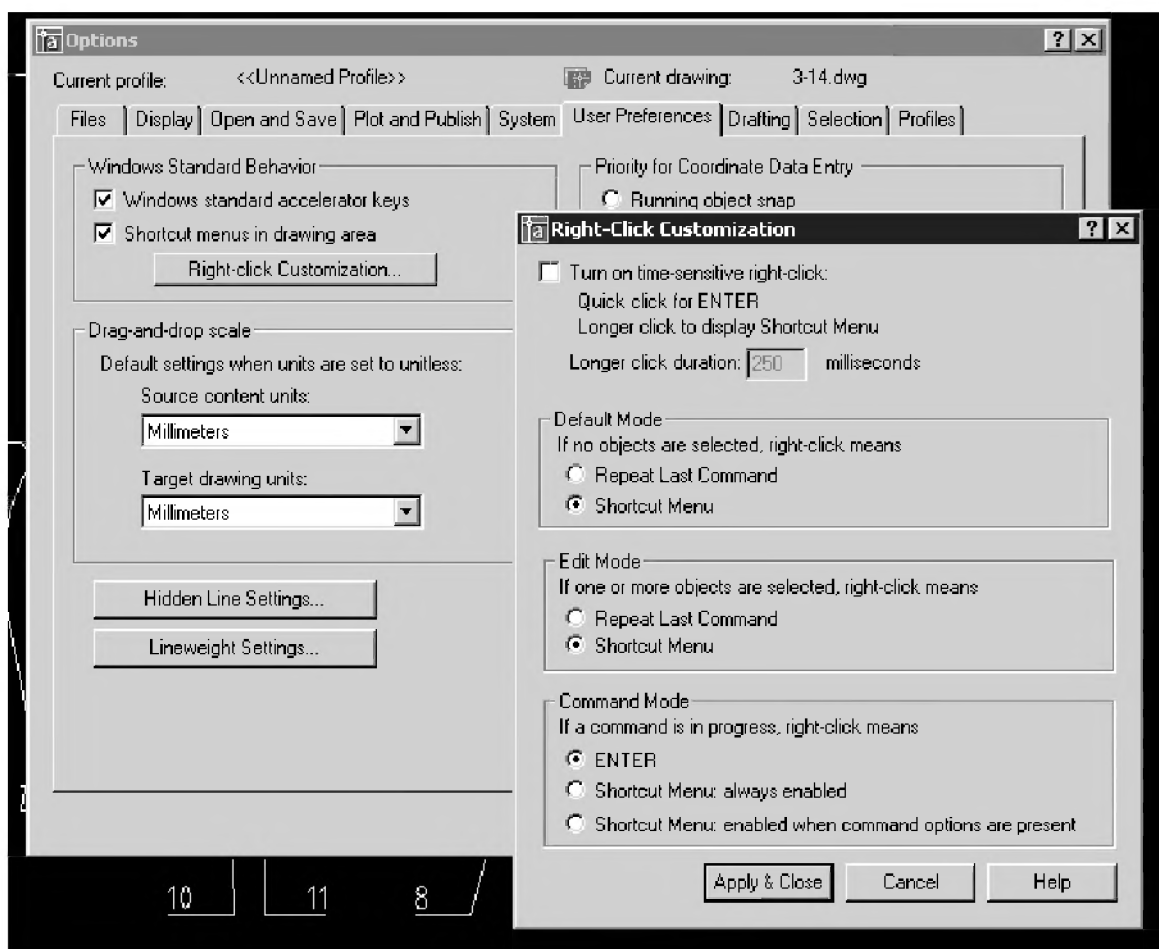 Options
Current profile: <<Unnamed Profile>> Current drawing: 3-14.dwg
Files Display Open and Save Plot and Publish System User Preferences Drafting Selection Profiles
Windows Standard Behavior
Windows standard accelerator keys
Shortcut menus in drawing area
Right-click Customization...
Drag-and-drop scale
Default settings when units are set to unitless:
Source content units:
Millimeters
Target drawing units:
Millimeters
Hidden Line Settings...
Lineweight Settings...
Priority for Coordinate Data Entry
Running object snap
Right-Click Customization
Turn on time-sensitive right-click:
Quick click for ENTER
Longer click to display Shortcut Menu
Longer click duration: 250 milliseconds
Default Mode
If no objects are selected, right-click means
Repeat Last Command
Shortcut Menu
Edit Mode
If one or more objects are selected, right-click means
Repeat Last Command
Shortcut Menu
Command Mode
If a command is in progress, right-click means
ENTER
Shortcut Menu: always enabled
Shortcut Menu: enabled when command options are present
Apply & Close Cancel Help
10 11 8